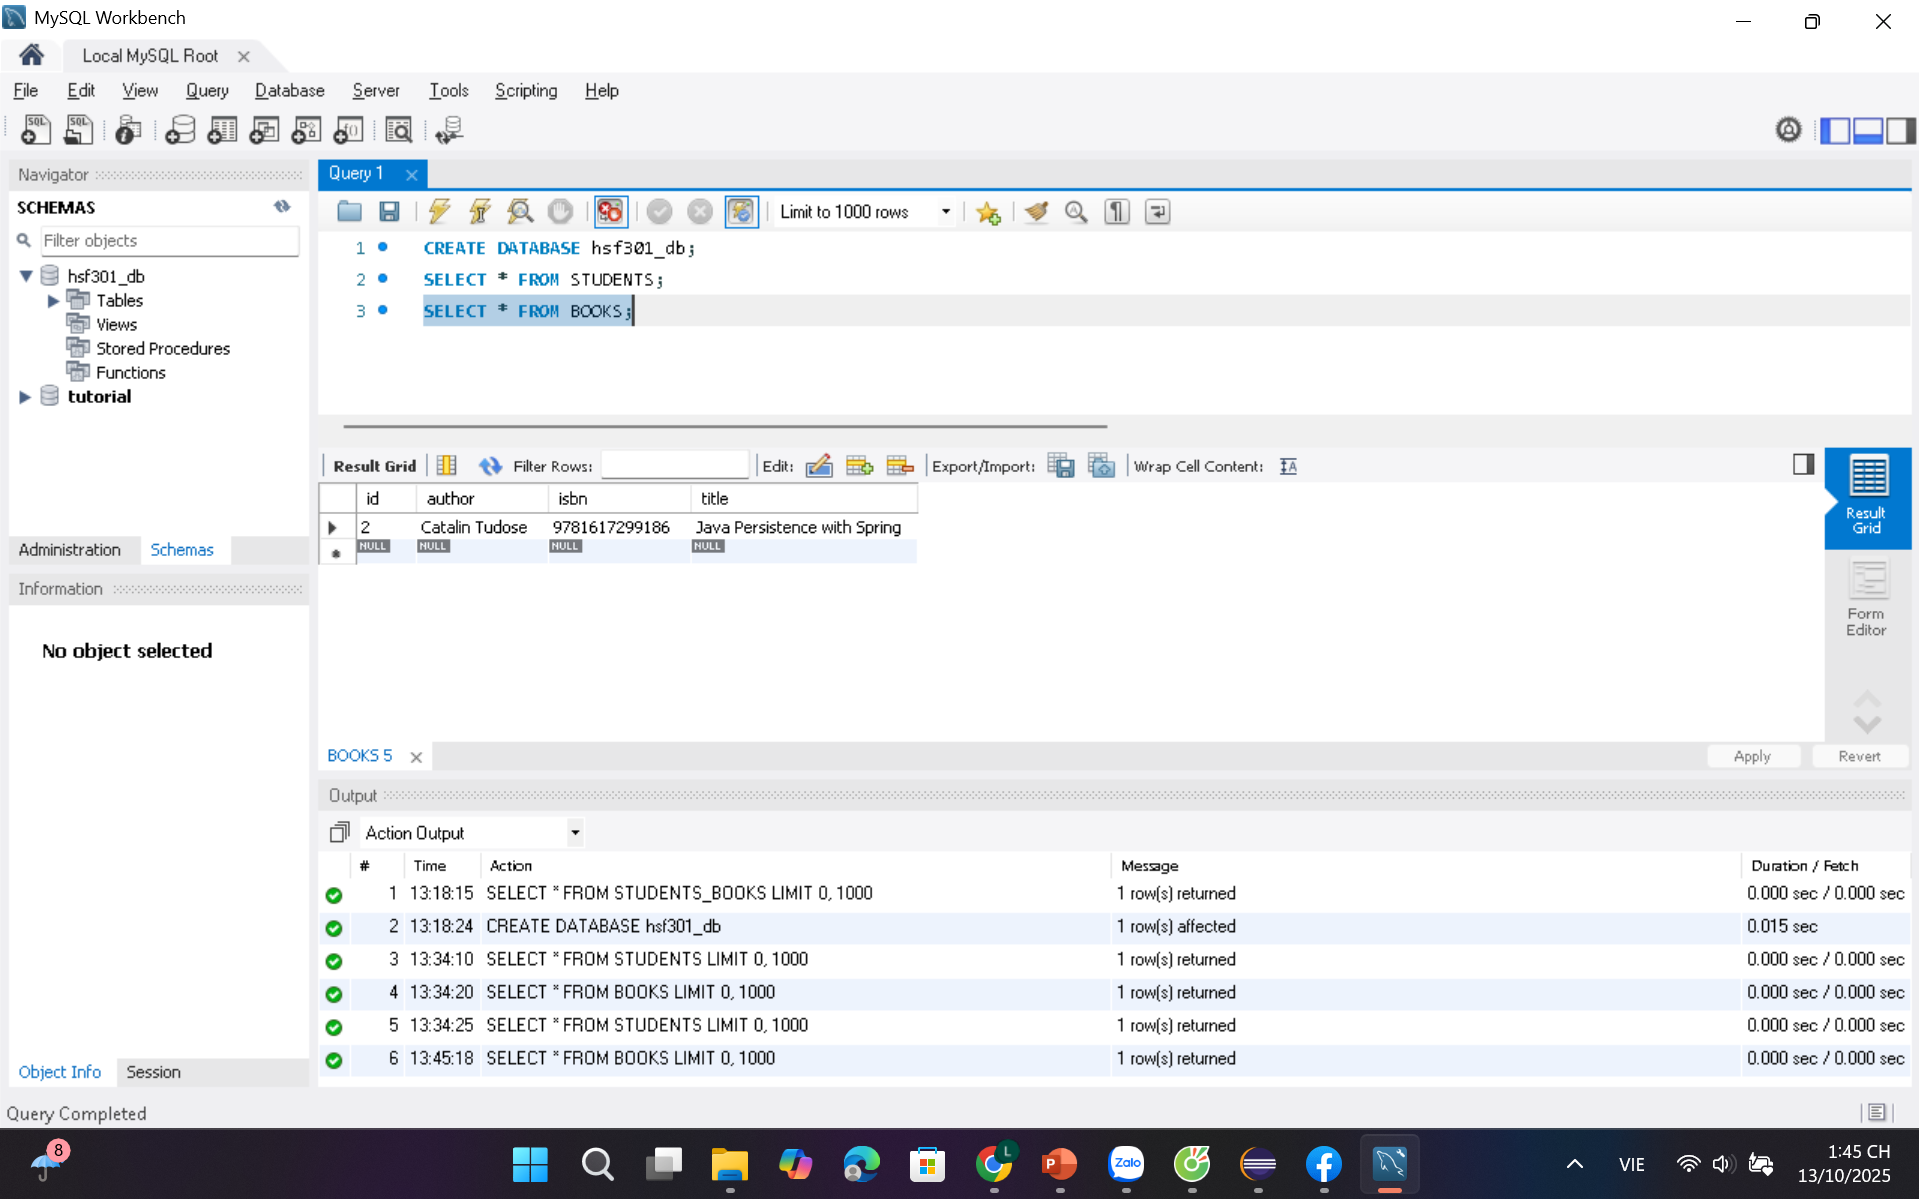 MySQL Workbench
Local MySQL Root
File Edit View Query Database Server Tools Scripting Help
Navigator
SCHEMAS
Filter objects
hsf301_db
Tables
Views
Stored Procedures
Functions
tutorial
Administration Schemas
Information
No object selected
Object Info Session
Query 1
Limit to 1000 rows
1 CREATE DATABASE hsf301_db;
2 SELECT * FROM STUDENTS;
3 SELECT * FROM BOOKS;
Result Grid Filter Rows: Edit: Export/Import: Wrap Cell Content:
id author isbn title
2 Catalin Tudose 9781617299186 Java Persistence with Spring
NULL NULL NULL NULL
Result
Grid
Form
Editor
BOOKS 5
Apply Revert
Output
Action Output
# Time Action Message Duration / Fetch
1 13:18:15 SELECT * FROM STUDENTS_BOOKS LIMIT 0, 1000 1 row(s) returned 0.000 sec / 0.000 sec
2 13:18:24 CREATE DATABASE hsf301_db 1 row(s) affected 0.015 sec
3 13:34:10 SELECT * FROM STUDENTS LIMIT 0, 1000 1 row(s) returned 0.000 sec / 0.000 sec
4 13:34:20 SELECT * FROM BOOKS LIMIT 0, 1000 1 row(s) returned 0.000 sec / 0.000 sec
5 13:34:25 SELECT * FROM STUDENTS LIMIT 0, 1000 1 row(s) returned 0.000 sec / 0.000 sec
6 13:45:18 SELECT * FROM BOOKS LIMIT 0, 1000 1 row(s) returned 0.000 sec / 0.000 sec
Query Completed
8
L
P
Zalo
VIE
1:45 CH
13/10/2025